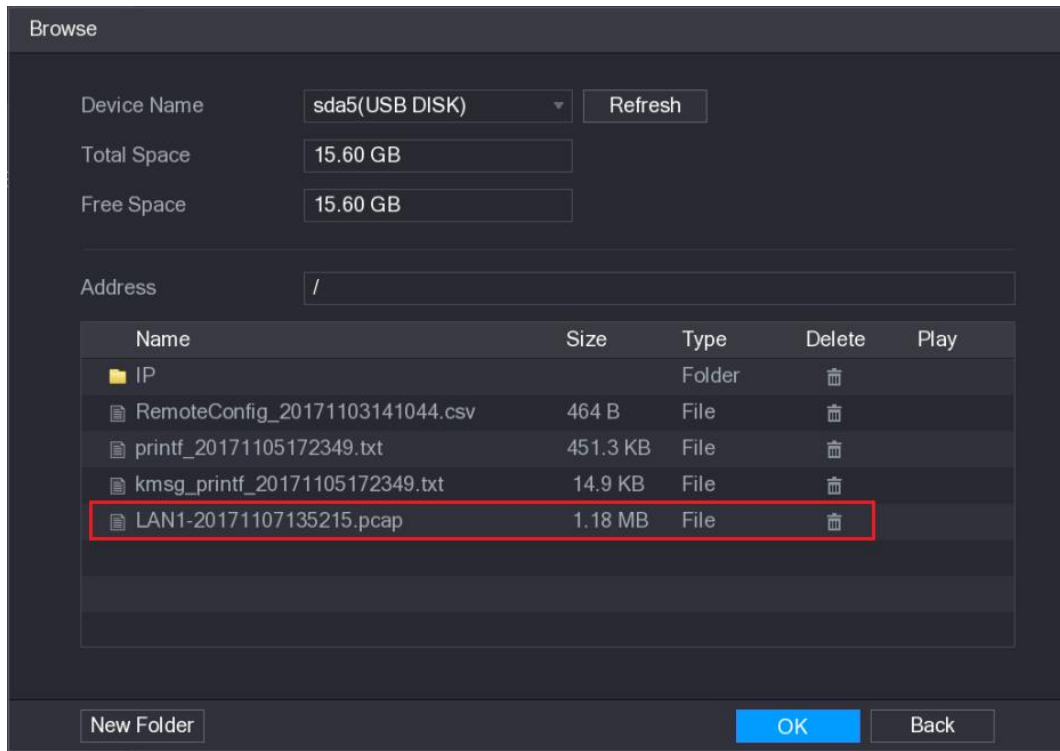 Browse
Device Name sda5(USB DISK) Refresh
Total Space 15.60 GB
Free Space 15.60 GB
Address /
Name Size Type Delete Play
IP Folder
RemoteConfig_20171103141044.csv 464 B File
printf_20171105172349.txt 451.3 KB File
kmsg_printf_20171105172349.txt 14.9 KB File
LAN1-20171107135215.pcap 1.18 MB File
New Folder OK Back